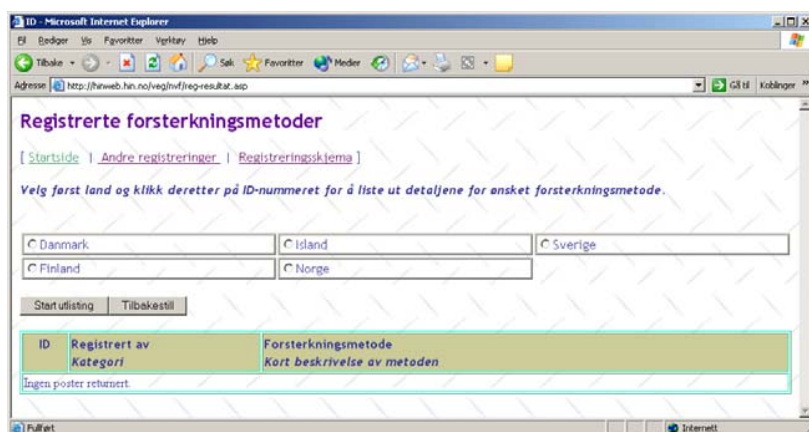 ID - Microsoft Internet Explorer
Fil Rediger Vis Favoritter Verktøy Hjelp
Tilbake Søk Favoritter Medier
Adresse http://hinweb.hin.no/veg/nvf/reg-resultat.asp Gå til Koblinger »
Registrerte forsterkningsmetoder
[ Startside | Andre registreringer | Registreringsskjema ]
Velg først land og klikk deretter på ID-nummeret for å liste ut detaljene for ønsket forsterkningsmetode.
Danmark Island Sverige
Finland Norge
Start utlisting Tilbakestill
ID Registrert av Forsterkningsmetode
Kategori Kort beskrivelse av metoden
Ingen poster returnert.
Fullført Internett